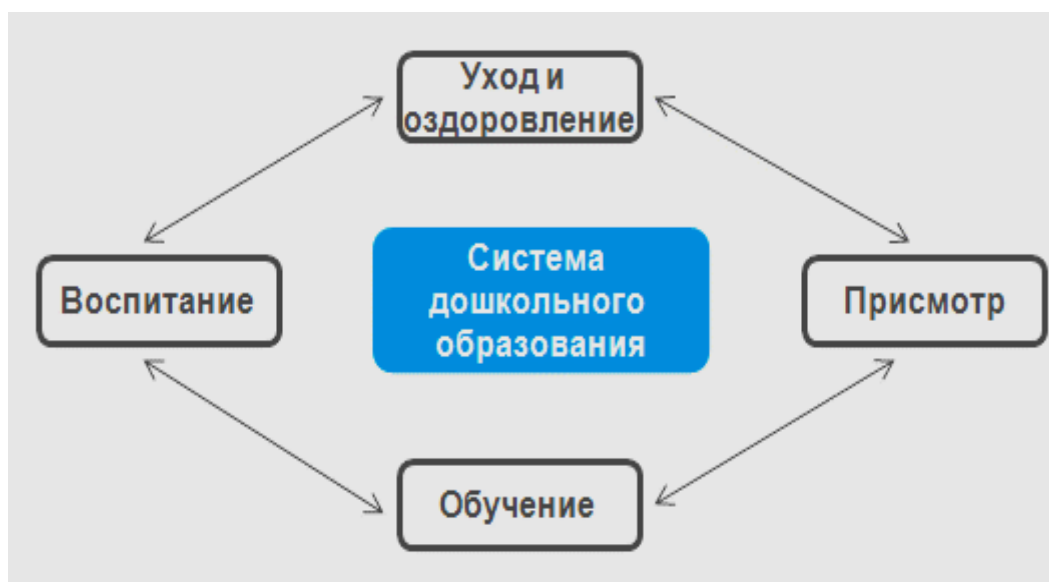 Уход и
оздоровление
Система
дошкольного
образования
Воспитание
Присмотр
Обучение